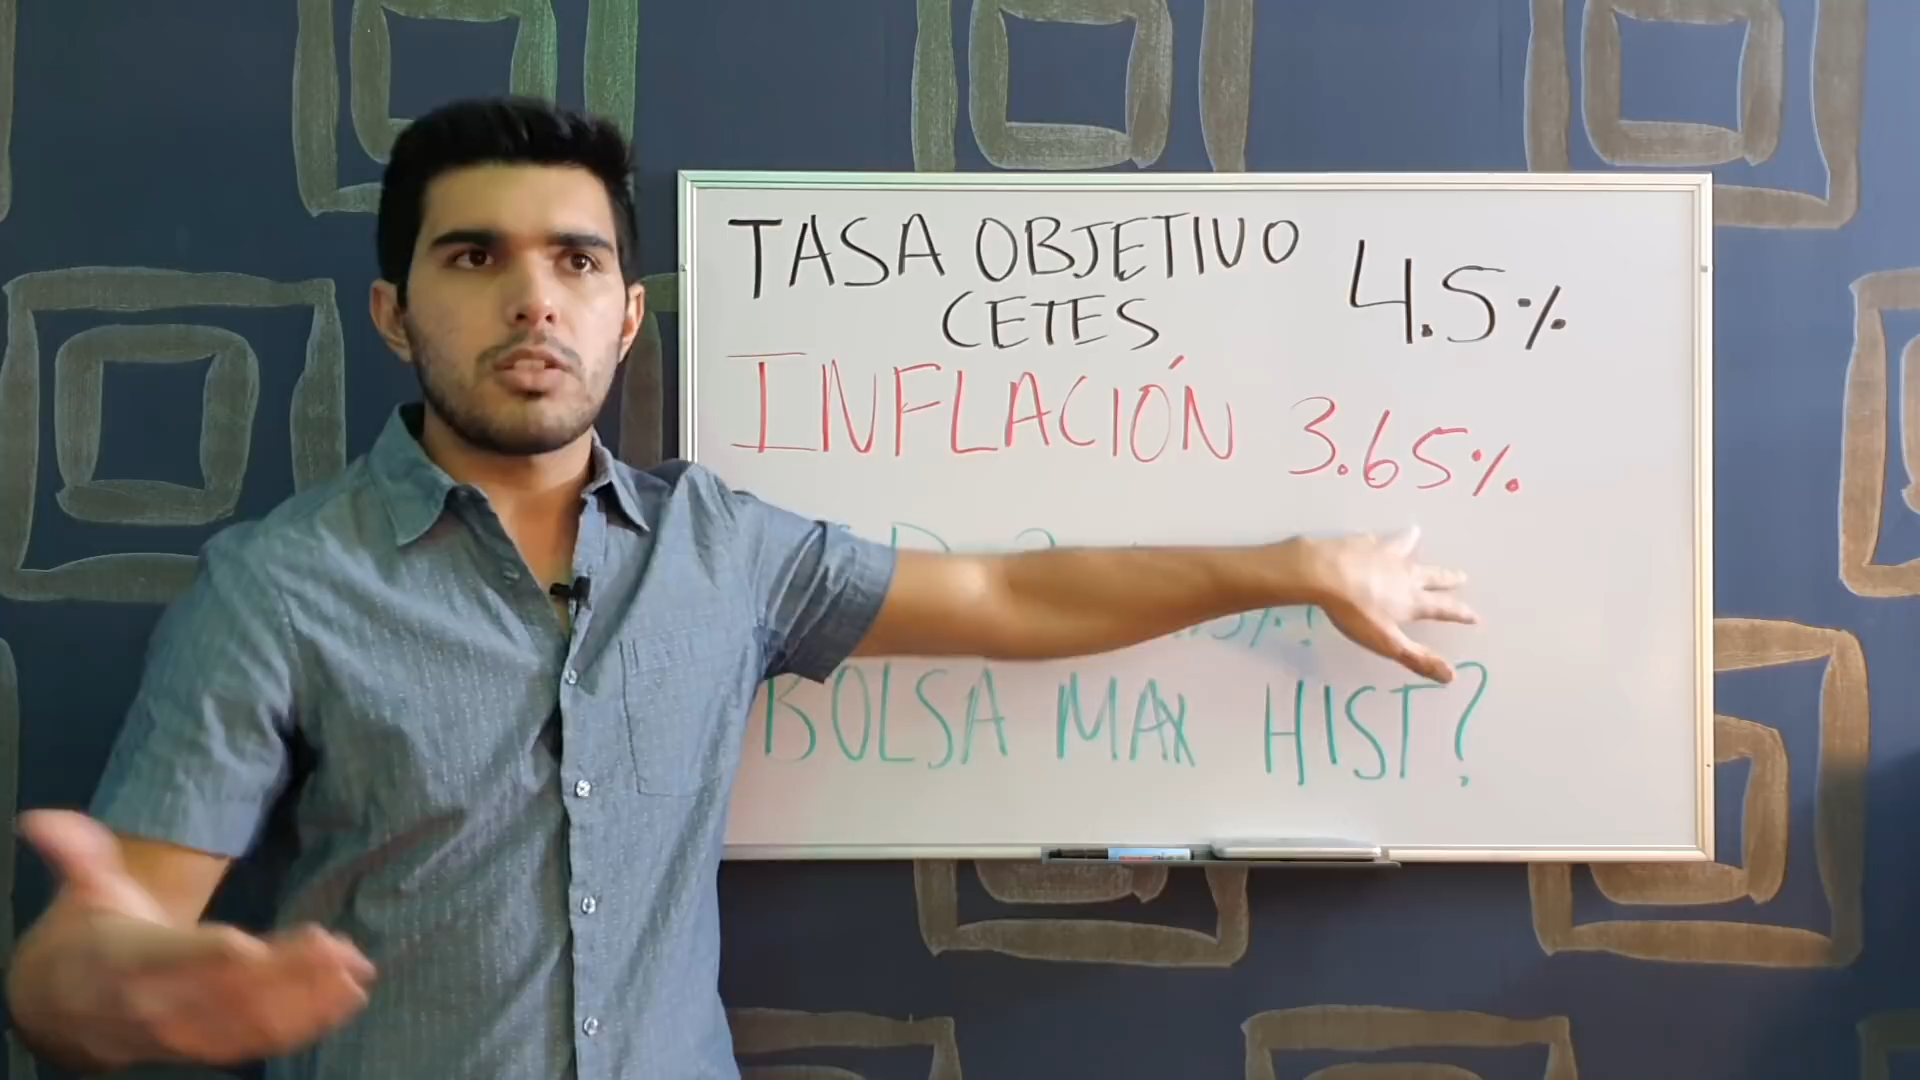 TASA OBJETIVO
CETES 4.5%
INFLACIÓN 3.65%
BOLSA MAX HIST?